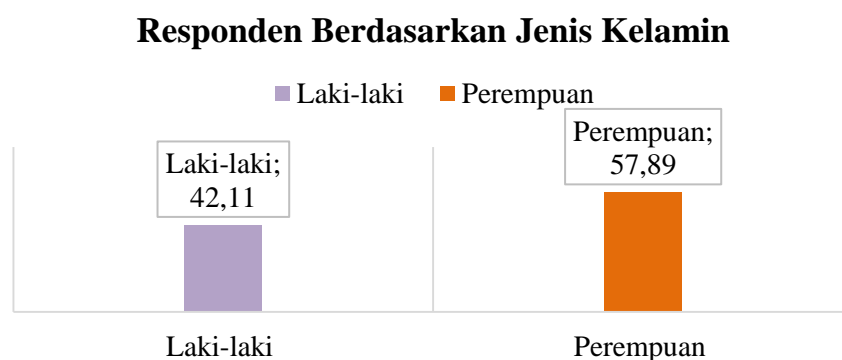 Responden Berdasarkan Jenis Kelamin
Laki-laki Perempuan
Laki-laki;
42,11
Perempuan;
57,89
Laki-laki Perempuan